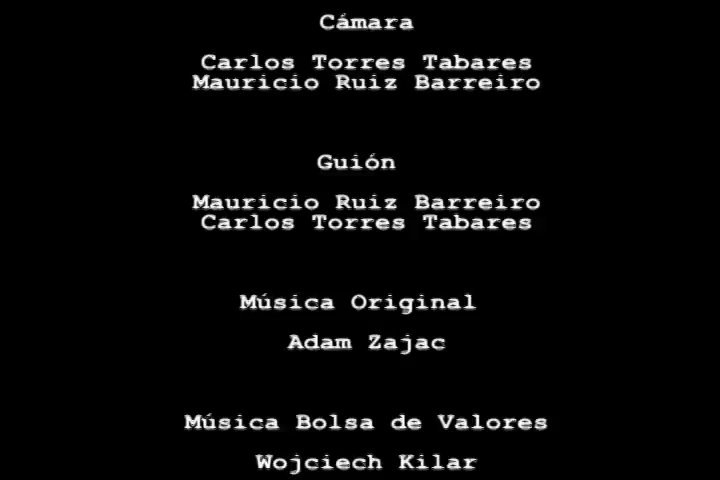 Cámara
Carlos Torres Tabares
Mauricio Ruiz Barreiro
Guión
Mauricio Ruiz Barreiro
Carlos Torres Tabares
Música Original
Adam Zajac
Música Bolsa de Valores
Wojciech Kilar